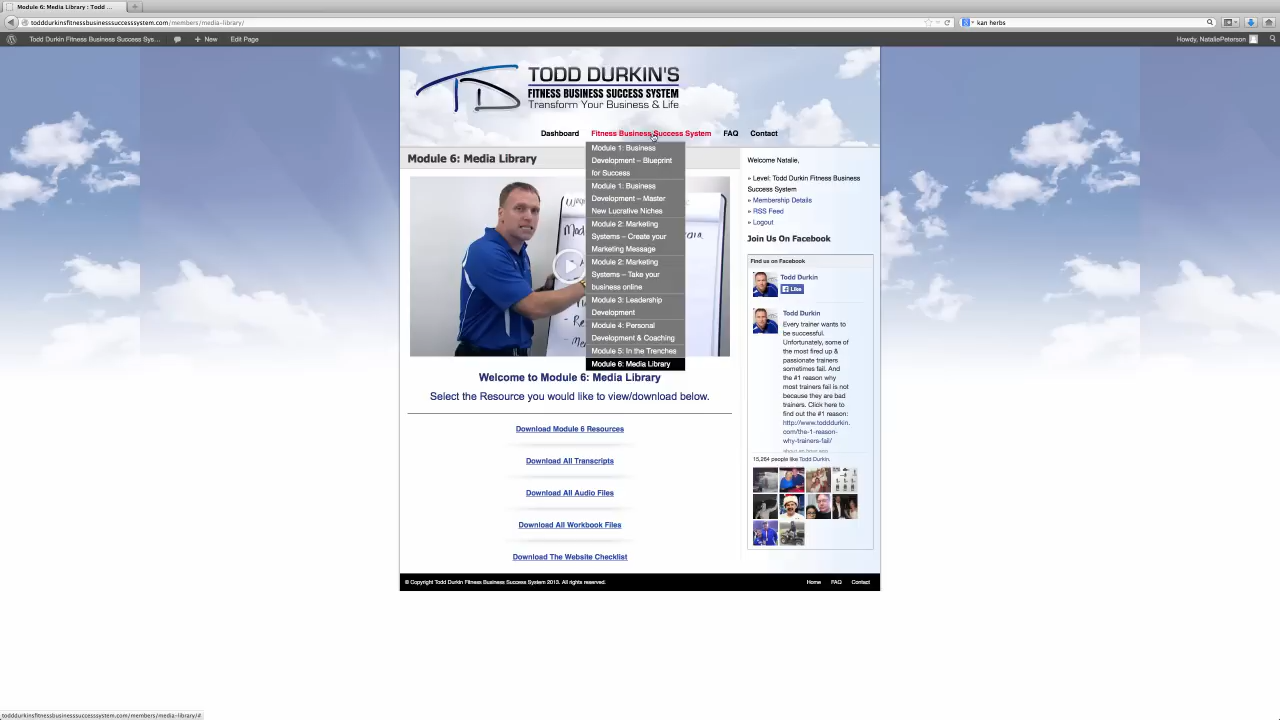 Module 6: Media Library : Todd ...
todddurkinsfitnessbusinesssuccesssystem.com/members/media-library/
kan herbs
Todd Durkin Fitness Business Success Sys...
+ New
Edit Page
Howdy, NataliePeterson
TODD DURKIN'S
FITNESS BUSINESS SUCCESS SYSTEM
Transform Your Business & Life
Dashboard
Fitness Business Success System
FAQ
Contact
Module 6: Media Library
Module 1: Business
Development – Blueprint
for Success
Module 1: Business
Development – Master
New Lucrative Niches
Module 2: Marketing
Systems – Create your
Marketing Message
Module 2: Marketing
Systems – Take your
business online
Module 3: Leadership
Development
Module 4: Personal
Development & Coaching
Module 5: In the Trenches
Module 6: Media Library
Welcome to Module 6: Media Library
Select the Resource you would like to view/download below.
Download Module 6 Resources
Download All Transcripts
Download All Audio Files
Download All Workbook Files
Download The Website Checklist
Welcome Natalie,
» Level: Todd Durkin Fitness Business
Success System
» Membership Details
» RSS Feed
» Logout
Join Us On Facebook
Find us on Facebook
Todd Durkin
Like
Todd Durkin
Every trainer wants to
be successful.
Unfortunately, some of
the most fired up &
passionate trainers
sometimes fail. And
the #1 reason why
most trainers fail is not
because they are bad
trainers. Click here to
find out the #1 reason:
http://www.todddurkin.
com/the-1-reason-
why-trainers-fail/
about an hour ago
15,264 people like Todd Durkin.
© Copyright Todd Durkin Fitness Business Success System 2013. All rights reserved.
Home
FAQ
Contact
todddurkinsfitnessbusinesssuccesssystem.com/members/media-library/#